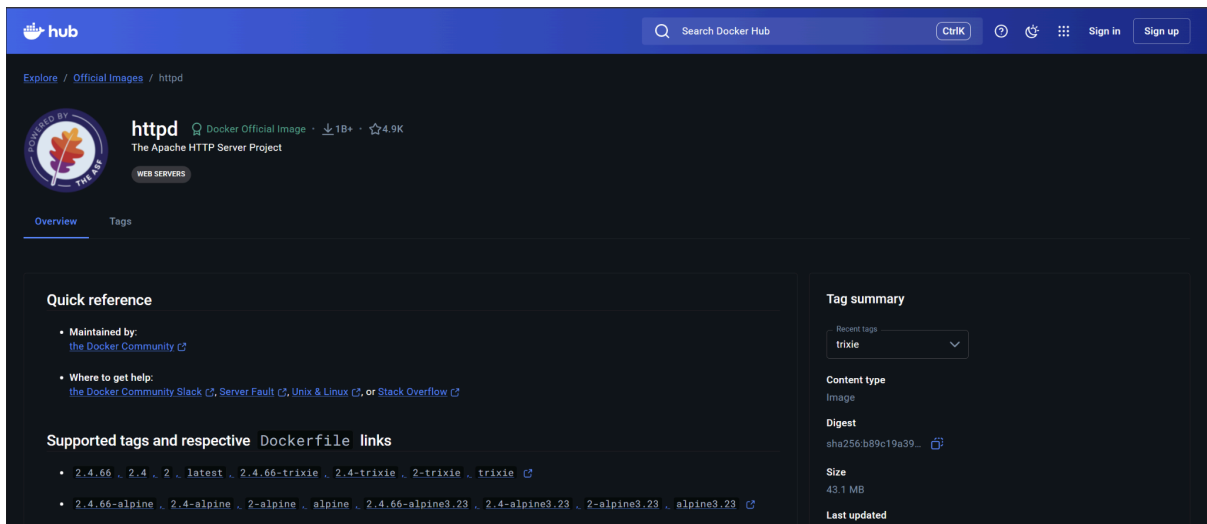 hub
Search Docker Hub
CtrlK
Sign in
Sign up
Explore / Official Images / httpd
POWERED BY
THE ASF
httpd Docker Official Image · 1B+ · 4.9K
The Apache HTTP Server Project
WEB SERVERS
Overview
Tags
Quick reference
• Maintained by:
the Docker Community
• Where to get help:
the Docker Community Slack, Server Fault, Unix & Linux, or Stack Overflow
Supported tags and respective Dockerfile links
• 2.4.66, 2.4, 2, latest, 2.4.66-trixie, 2.4-trixie, 2-trixie, trixie
• 2.4.66-alpine, 2.4-alpine, 2-alpine, alpine, 2.4.66-alpine3.23, 2.4-alpine3.23, 2-alpine3.23, alpine3.23
Tag summary
Recent tags
trixie
Content type
Image
Digest
sha256:b89c19a39…
Size
43.1 MB
Last updated